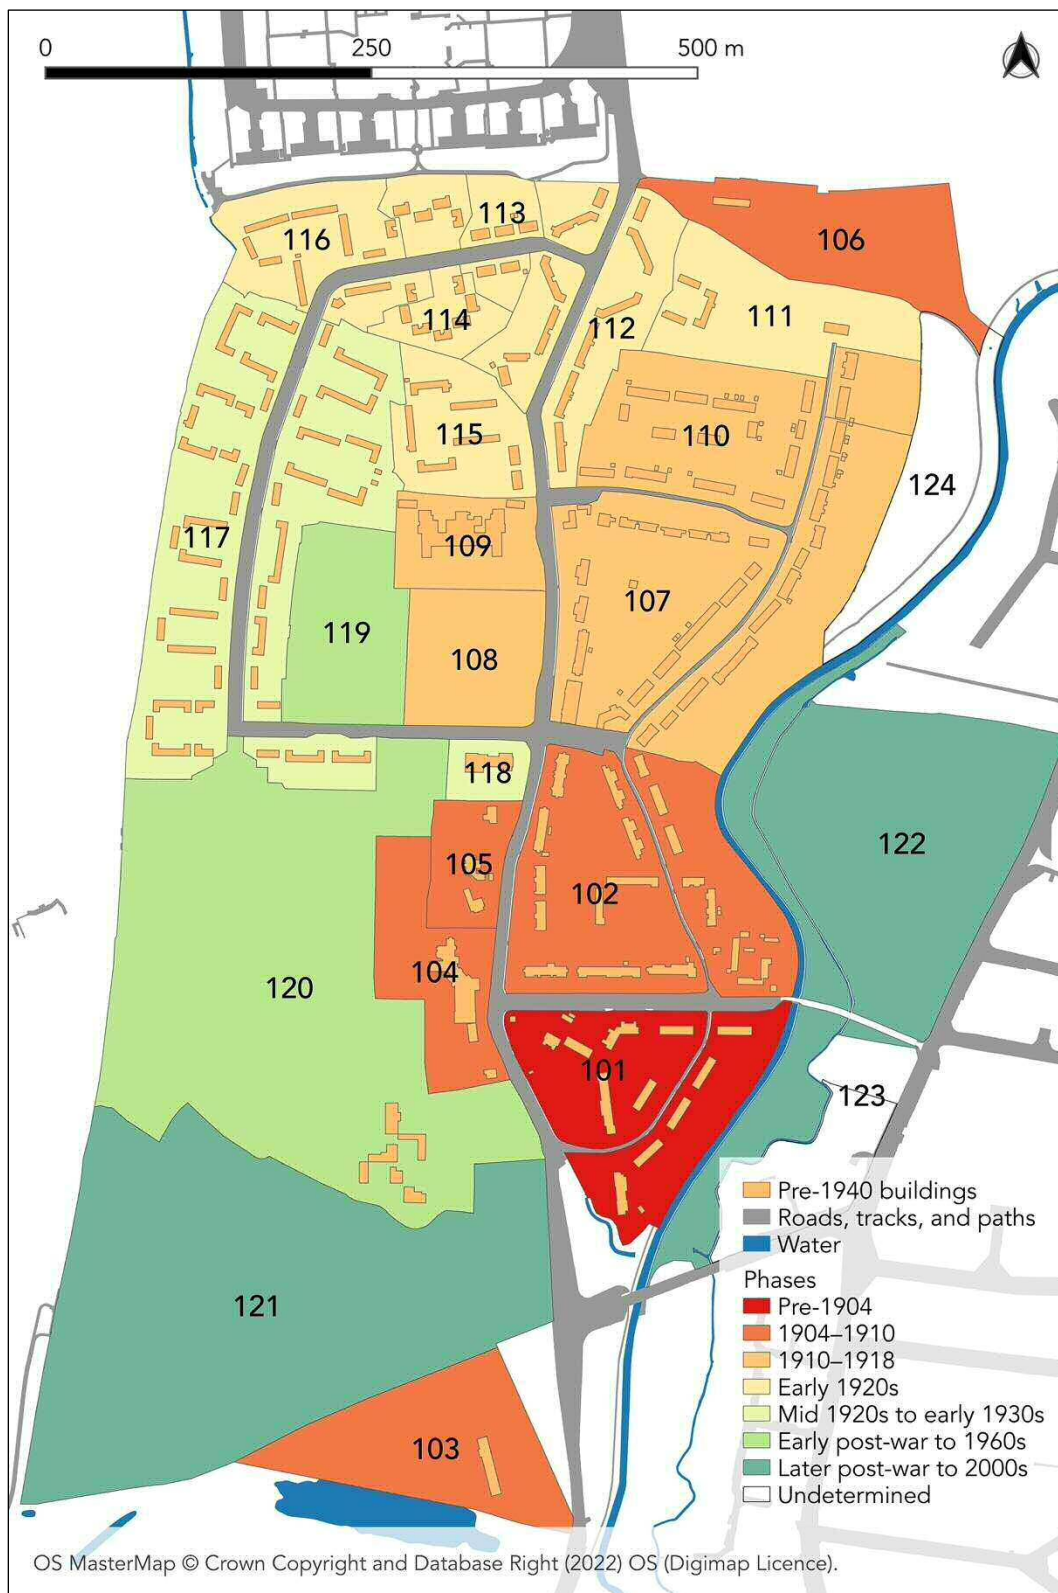 0 250 500 m
106
113
116
111
114
112
115
110
124
117
109
107
119
108
118
122
105
102
104
120
101
123
Pre-1940 buildings
Roads, tracks, and paths
Water
Phases
Pre-1904
121
1904–1910
1910–1918
Early 1920s
Mid 1920s to early 1930s
103
Early post-war to 1960s
Later post-war to 2000s
Undetermined
OS MasterMap © Crown Copyright and Database Right (2022) OS (Digimap Licence).